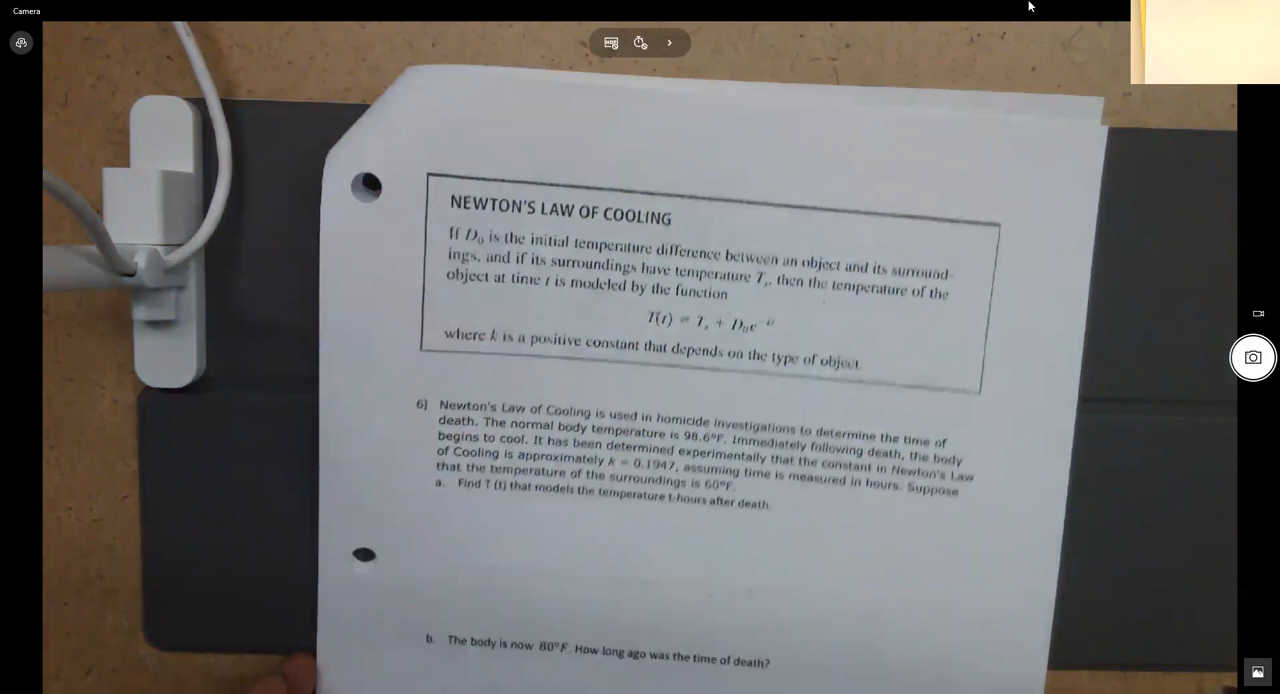 Camera
NEWTON'S LAW OF COOLING
If D₀ is the initial temperature difference between an object and its surround-
ings, and if its surroundings have temperature Tₛ, then the temperature of the
object at time t is modeled by the function
T(t) = Tₛ + D₀e
where k is a positive constant that depends on the type of object.
6) Newton's Law of Cooling is used in homicide investigations to determine the time of
death. The normal body temperature is 98.6°F. Immediately following death, the body
begins to cool. It has been determined experimentally that the constant in Newton's Law
of Cooling is approximately k = 0.1947, assuming time is measured in hours. Suppose
that the temperature of the surroundings is 60°F.
a. Find T (t) that models the temperature t-hours after death.
b. The body is now 80°F. How long ago was the time of death?